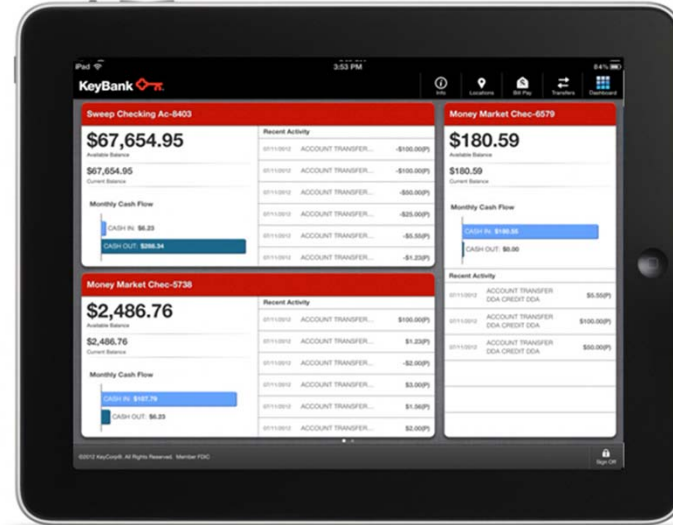 iPad
3:53 PM
84%
KeyBank
Info
Locations
Bill Pay
Transfers
Dashboard
Sweep Checking Ac-8403
$67,654.95
Available Balance
$67,654.95
Current Balance
Monthly Cash Flow
CASH IN: $6.23
CASH OUT: $288.34
Recent Activity
07/11/2012 ACCOUNT TRANSFER... -$100.00(P)
07/11/2012 ACCOUNT TRANSFER... -$100.00(P)
07/11/2012 ACCOUNT TRANSFER... -$50.00(P)
07/11/2012 ACCOUNT TRANSFER... -$25.00(P)
07/11/2012 ACCOUNT TRANSFER... -$5.55(P)
07/11/2012 ACCOUNT TRANSFER... -$1.23(P)
Money Market Chec-6579
$180.59
Available Balance
$180.59
Current Balance
Monthly Cash Flow
CASH IN: $180.55
CASH OUT: $0.00
Recent Activity
07/11/2012 ACCOUNT TRANSFER $5.55(P)
DDA CREDIT DDA
07/11/2012 ACCOUNT TRANSFER $100.00(P)
DDA CREDIT DDA
07/11/2012 ACCOUNT TRANSFER $50.00(P)
DDA CREDIT DDA
Money Market Chec-5738
$2,486.76
Available Balance
$2,486.76
Current Balance
Monthly Cash Flow
CASH IN: $107.79
CASH OUT: $6.23
Recent Activity
07/11/2012 ACCOUNT TRANSFER... $100.00(P)
07/11/2012 ACCOUNT TRANSFER... $1.23(P)
07/11/2012 ACCOUNT TRANSFER... -$2.00(P)
07/11/2012 ACCOUNT TRANSFER... $3.00(P)
07/11/2012 ACCOUNT TRANSFER... $1.56(P)
07/11/2012 ACCOUNT TRANSFER... $2.00(P)
©2012 KeyCorp®. All Rights Reserved. Member FDIC
Sign Off